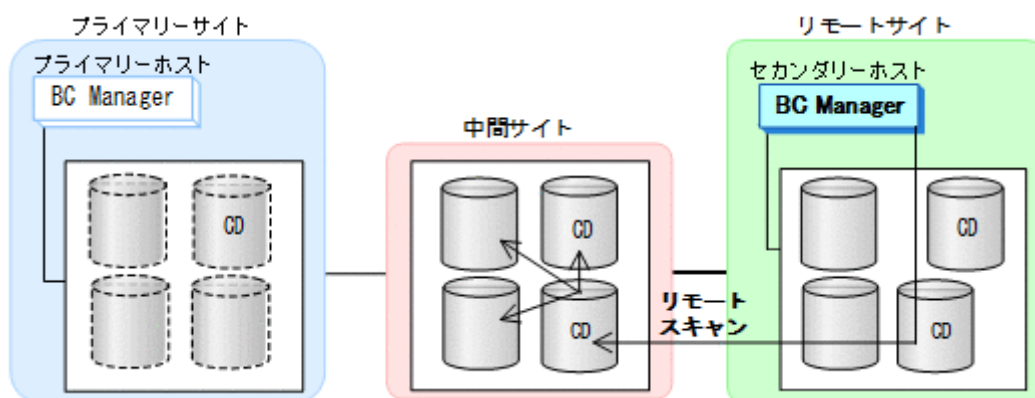 プライマリーサイト
プライマリーホスト
BC Manager
CD
中間サイト
CD
CD
リモート
スキャン
リモートサイト
セカンダリーホスト
BC Manager
CD
CD